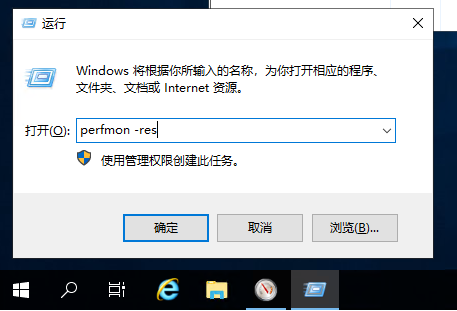 运行
Windows 将根据你所输入的名称，为你打开相应的程序、
文件夹、文档或 Internet 资源。
打开(O): perfmon -res
使用管理权限创建此任务。
确定 取消 浏览(B)...